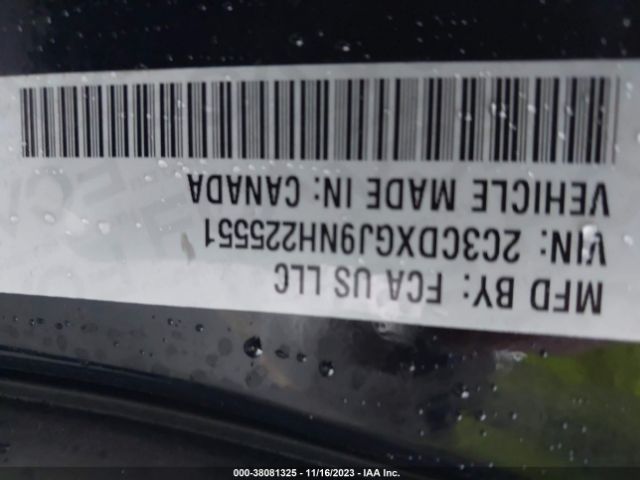 MFD BY: FCA US LLC
VIN: 2C3CDXGJ9NH225551
VEHICLE MADE IN: CANADA
000-38081325 - 11/16/2023 - IAA Inc.